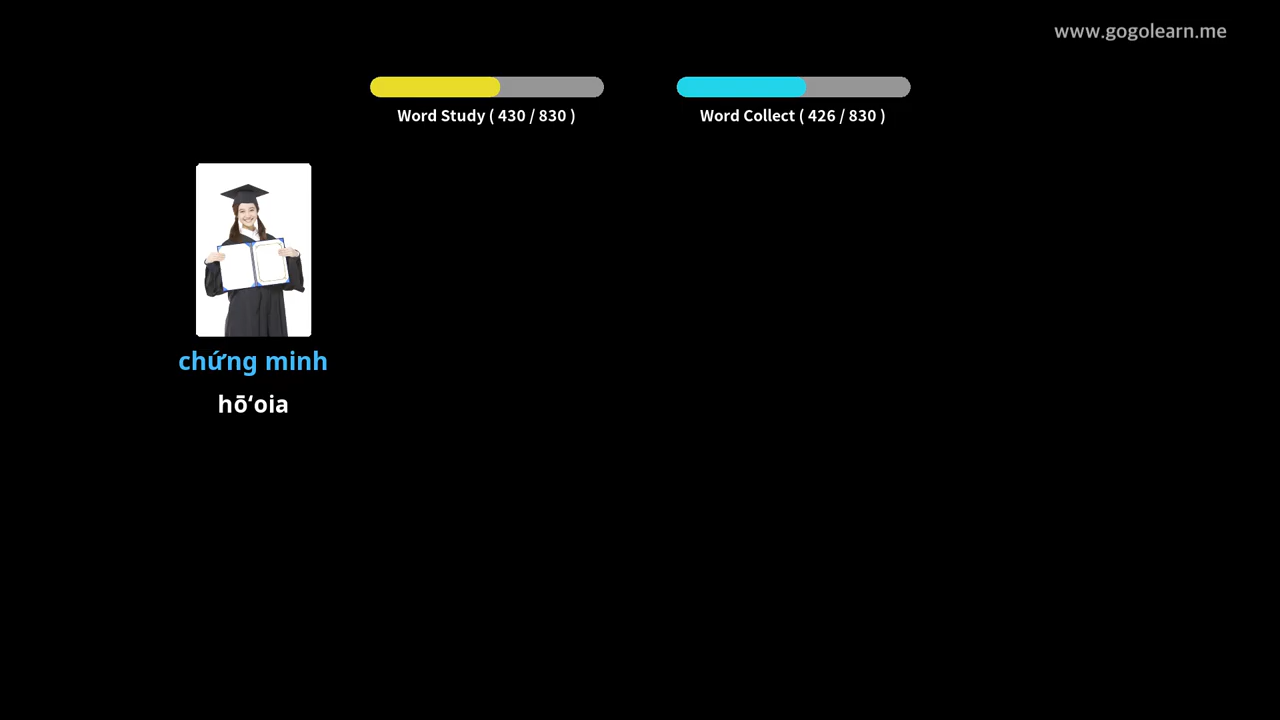 www.gogolearn.me
Word Study ( 430 / 830 )
Word Collect ( 426 / 830 )
chứng minh
hōʻoia